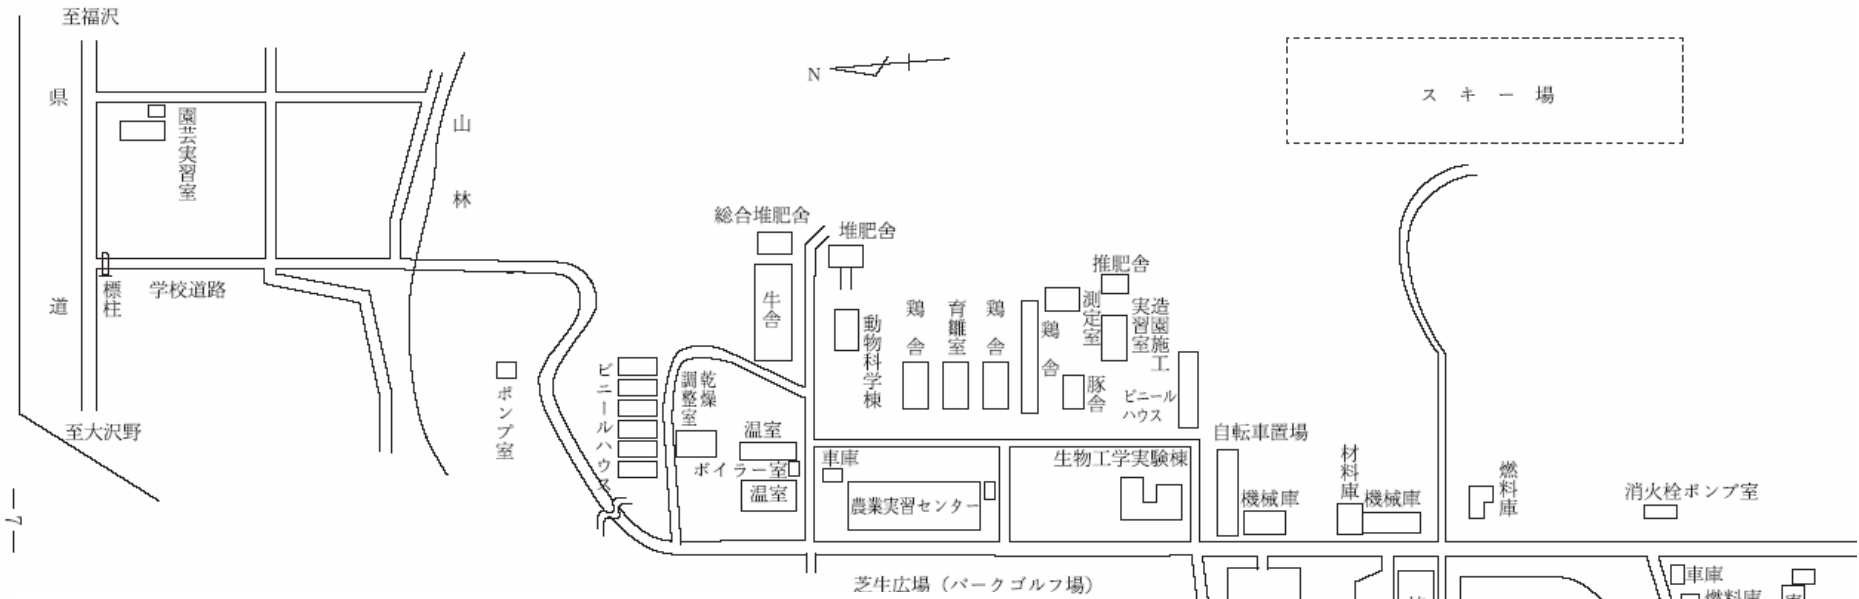 至福沢
県道
園芸実習室
N
スキー場
山林
総合堆肥舎
堆肥舎
標柱
学校道路
牛舎
動物科学棟
鶏舎
育雛室
鶏舎
鶏舎
測定室
推肥舎
造園施工
実習室
豚舎
ビニール
ハウス
ポンプ室
ビニールハウス
乾燥
調整室
至大沢野
温室
ボイラー室
温室
車庫
農業実習センター
生物工学実験棟
自転車置場
機械庫
材料庫
機械庫
燃料庫
消火栓ポンプ室
—7—
芝生広場（パークゴルフ場）
車庫
燃料庫